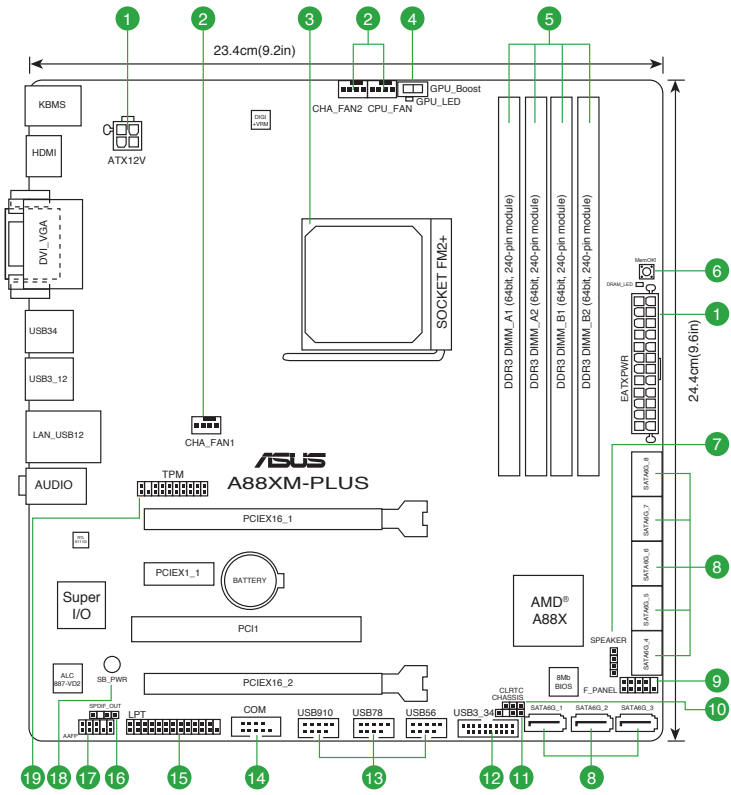 1
2
3
2
4
5
23.4cm(9.2in)
KBMS
CHA_FAN2
CPU_FAN
GPU_Boost
GPU_LED
DIGI
+VRM
ATX12V
HDMI
DVI_VGA
SOCKET FM2+
DDR3 DIMM_A1 (64bit, 240-pin module)
DDR3 DIMM_A2 (64bit, 240-pin module)
DDR3 DIMM_B1 (64bit, 240-pin module)
DDR3 DIMM_B2 (64bit, 240-pin module)
MemOK!
6
DRAM_LED
1
EATXPWR
24.4cm(9.6in)
USB34
USB3_12
2
CHA_FAN1
LAN_USB12
7
ASUS
A88XM-PLUS
AUDIO
TPM
SATA6G_8
SATA6G_7
SATA6G_6
SATA6G_5
SATA6G_4
8
PCIEX16_1
PCIEX1_1
BATTERY
Super
I/O
AMD®
A88X
PCI1
SPEAKER
ALC
887-VD2
SB_PWR
PCIEX16_2
8Mb
BIOS
F_PANEL
9
CLRTC
CHASSIS
10
SPDIF_OUT
AAFP
LPT
COM
USB910
USB78
USB56
USB3_34
SATA6G_1
SATA6G_2
SATA6G_3
19
18
17
16
15
14
13
12
11
8